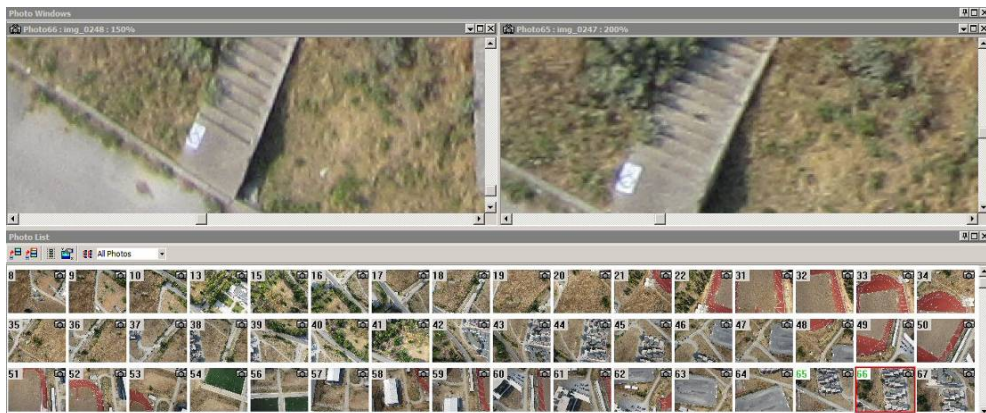 Photo Windows
Photo66 : img_0248 : 150%
Photo65 : img_0247 : 200%
Photo List
All Photos
8 9 10 13 15 16 17 18 19 20 21 22 31 32 33 34
35 36 37 38 39 40 41 42 43 44 45 46 47 48 49 50
51 52 53 54 56 57 58 59 60 61 62 63 64 65 66 67